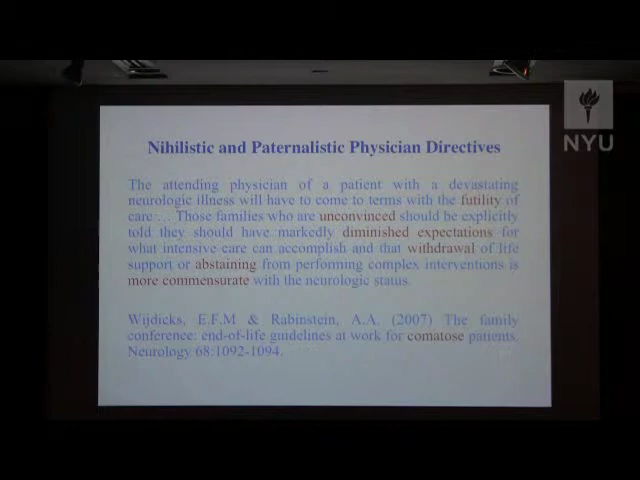 Nihilistic and Paternalistic Physician Directives
The attending physician of a patient with a devastating
neurologic illness will have to come to terms with the futility of
care … Those families who are unconvinced should be explicitly
told they should have markedly diminished expectations for
what intensive care can accomplish and that withdrawal of life
support or abstaining from performing complex interventions is
more commensurate with the neurologic status.
Wijdicks, E.F.M & Rabinstein, A.A. (2007) The family
conference: end-of-life guidelines at work for comatose patients.
Neurology 68:1092-1094.
NYU